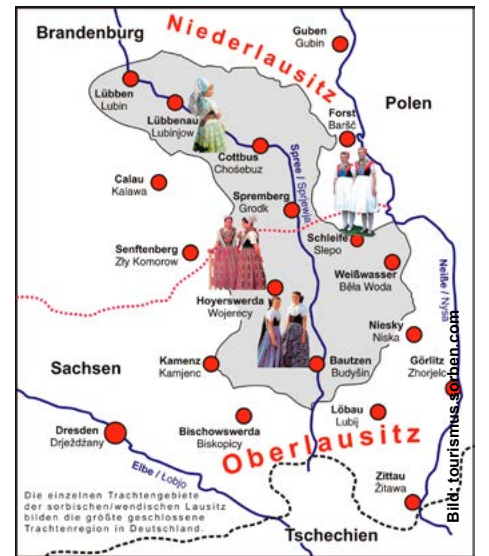 Brandenburg
Niederlausitz
Guben
Gubin
Polen
Lübben
Lubin
Lübbenau
Lubinjow
Forst
Baršč
Cottbus
Chośebuz
Calau
Kalawa
Spree / Sprjewja
Spremberg
Grodk
Schleife
Slepo
Senftenberg
Zły Komorow
Weißwasser
Běła Woda
Neiße / Nysa
Hoyerswerda
Wojerecy
Niesky
Niska
Sachsen
Kamenz
Kamjenc
Bautzen
Budyšin
Görlitz
Zhorjelc
Löbau
Lubij
Dresden
Drježdźany
Bischowswerda
Biskopicy
Oberlausitz
Elbe / Łobjo
Zittau
Žitawa
Die einzelnen Trachtengebiete
der sorbischen/wendischen Lausitz
bilden die größte geschlossene
Trachtenregion in Deutschland.
Tschechien
Bild: tourismus.sorben.com